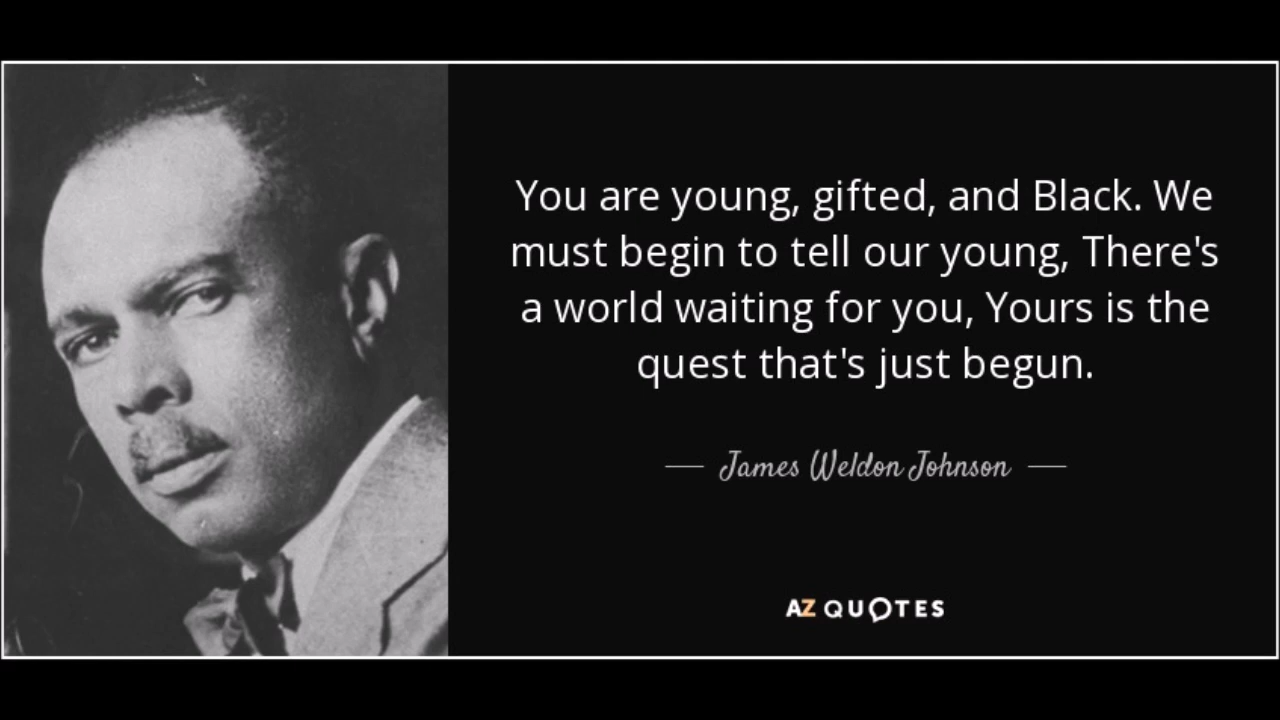 You are young, gifted, and Black. We
must begin to tell our young, There's
a world waiting for you, Yours is the
quest that's just begun.
James Weldon Johnson
AZ QUOTES